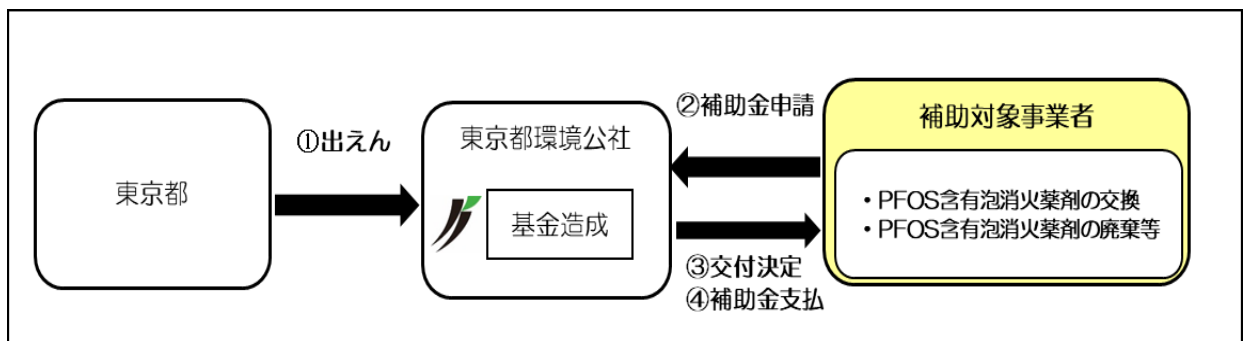 東京都
①出えん
東京都環境公社
基金造成
②補助金申請
③交付決定
④補助金支払
補助対象事業者
・PFOS含有泡消火薬剤の交換
・PFOS含有泡消火薬剤の廃棄等